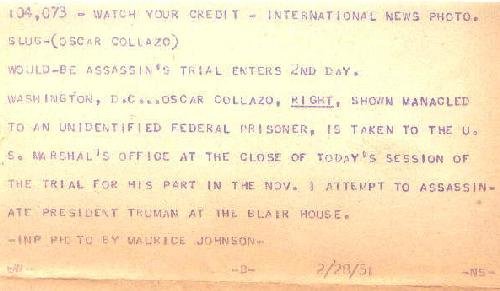 104,073 - WATCH YOUR CREDIT - INTERNATIONAL NEWS PHOTO.
SLUG-(OSCAR COLLAZO)
WOULD-BE ASSASSIN'S TRIAL ENTERS 2ND DAY.
WASHINGTON, D.C...OSCAR COLLAZO, RIGHT, SHOWN MANACLED
TO AN UNIDENTIFIED FEDERAL PRISONER, IS TAKEN TO THE U.
S. MARSHAL'S OFFICE AT THE CLOSE OF TODAY'S SESSION OF
THE TRIAL FOR HIS PART IN THE NOV. 1 ATTEMPT TO ASSASSIN-
ATE PRESIDENT TRUMAN AT THE BLAIR HOUSE.
-INP PHOTO BY MAURICE JOHNSON-
-B- 2/28/51 -NS-